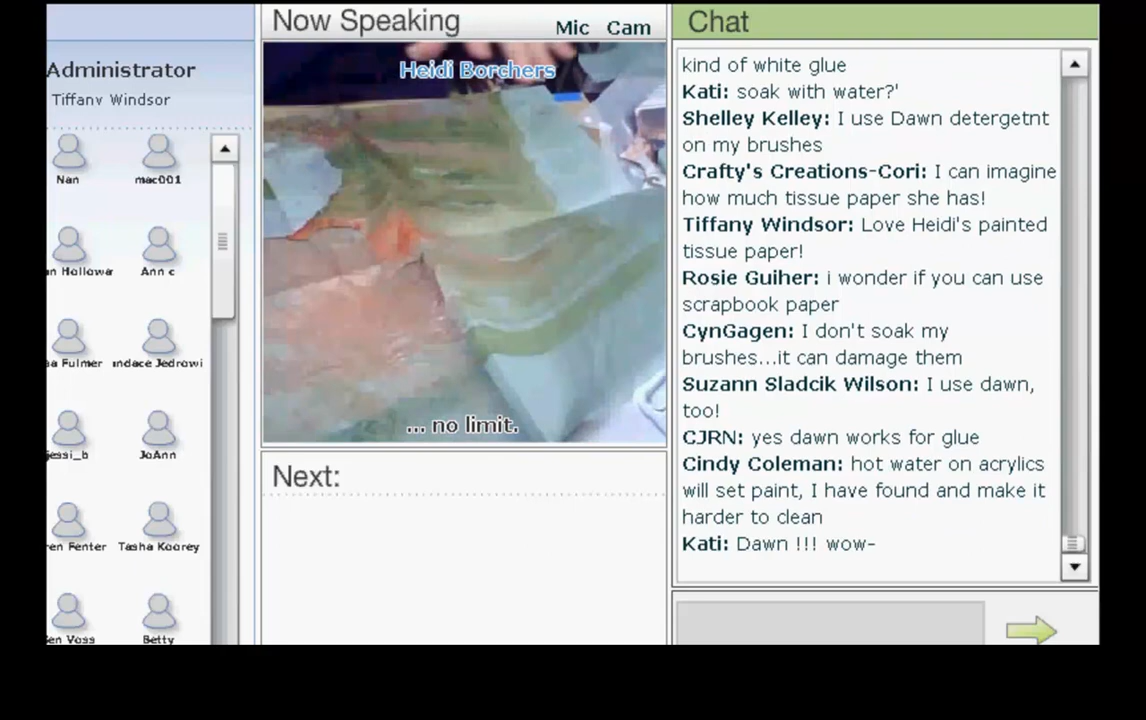 Administrator
Tiffany Windsor
Nan
mac001
n Hollowa
Ann c
sa Fulmer
indace Jedrowi
jessi_b
JoAnn
ren Fenter
Tasha Koorey
en Voss
Betty
Now Speaking
Mic Cam
Heidi Borchers
... no limit.
Next:
Chat
kind of white glue
Kati: soak with water?'
Shelley Kelley: I use Dawn detergetnt
on my brushes
Crafty's Creations-Cori: I can imagine
how much tissue paper she has!
Tiffany Windsor: Love Heidi's painted
tissue paper!
Rosie Guiher: i wonder if you can use
scrapbook paper
CynGagen: I don't soak my
brushes...it can damage them
Suzann Sladcik Wilson: I use dawn,
too!
CJRN: yes dawn works for glue
Cindy Coleman: hot water on acrylics
will set paint, I have found and make it
harder to clean
Kati: Dawn !!! wow-